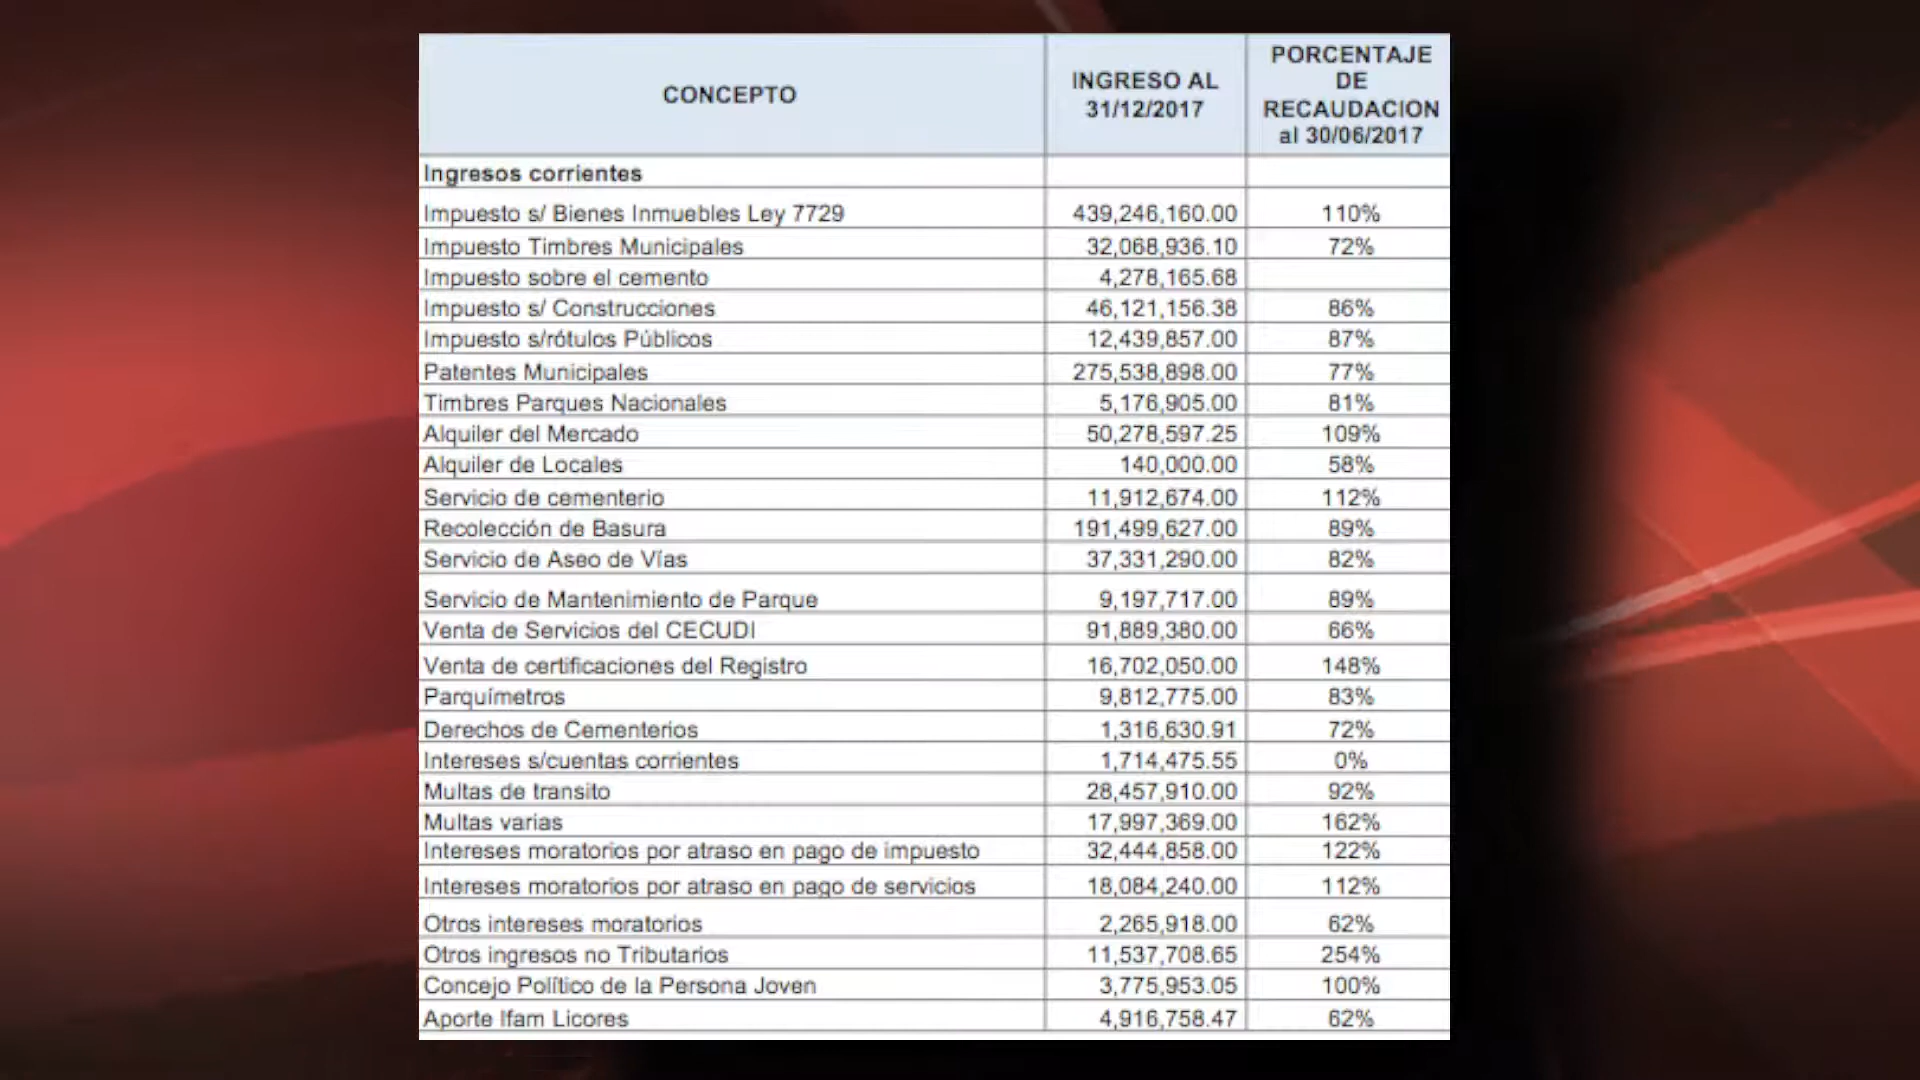 CONCEPTO INGRESO AL 31/12/2017 PORCENTAJE DE RECAUDACION al 30/06/2017
Ingresos corrientes
Impuesto s/ Bienes Inmuebles Ley 7729 439,246,160.00 110%
Impuesto Timbres Municipales 32,068,936.10 72%
Impuesto sobre el cemento 4,278,165.68
Impuesto s/ Construcciones 46,121,156.38 86%
Impuesto s/rótulos Públicos 12,439,857.00 87%
Patentes Municipales 275,538,898.00 77%
Timbres Parques Nacionales 5,176,905.00 81%
Alquiler del Mercado 50,278,597.25 109%
Alquiler de Locales 140,000.00 58%
Servicio de cementerio 11,912,674.00 112%
Recolección de Basura 191,499,627.00 89%
Servicio de Aseo de Vías 37,331,290.00 82%
Servicio de Mantenimiento de Parque 9,197,717.00 89%
Venta de Servicios del CECUDI 91,889,380.00 66%
Venta de certificaciones del Registro 16,702,050.00 148%
Parquímetros 9,812,775.00 83%
Derechos de Cementerios 1,316,630.91 72%
Intereses s/cuentas corrientes 1,714,475.55 0%
Multas de transito 28,457,910.00 92%
Multas varias 17,997,369.00 162%
Intereses moratorios por atraso en pago de impuesto 32,444,858.00 122%
Intereses moratorios por atraso en pago de servicios 18,084,240.00 112%
Otros intereses moratorios 2,265,918.00 62%
Otros ingresos no Tributarios 11,537,708.65 254%
Concejo Político de la Persona Joven 3,775,953.05 100%
Aporte Ifam Licores 4,916,758.47 62%